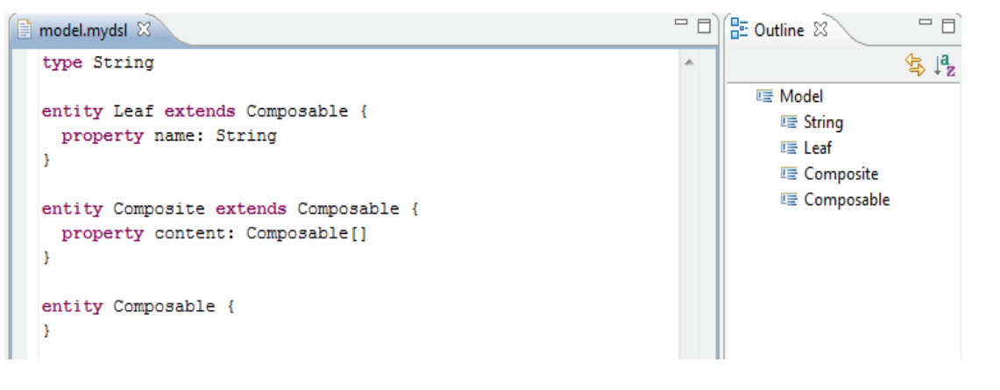 model.mydsl
type String
entity Leaf extends Composable {
property name: String
}
entity Composite extends Composable {
property content: Composable[]
}
entity Composable {
}
Outline
a
z
Model
String
Leaf
Composite
Composable